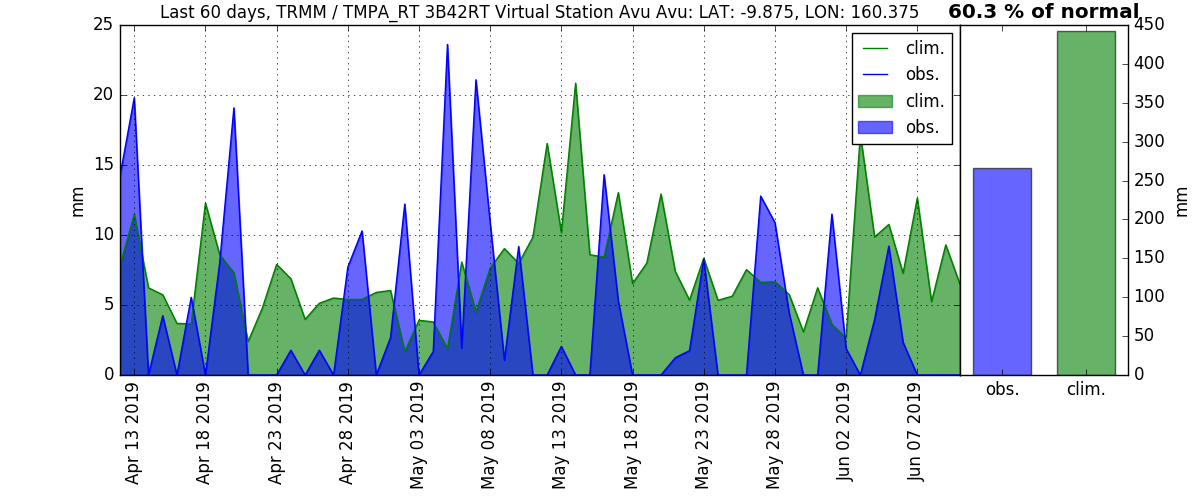 Last 60 days, TRMM / TMPA_RT 3B42RT Virtual Station Avu Avu: LAT: -9.875, LON: 160.375
60.3 % of normal
25
20
15
10
5
0
mm
clim.
obs.
clim.
obs.
450
400
350
300
250
200
150
100
50
0
mm
obs.
clim.
Apr 13 2019
Apr 18 2019
Apr 23 2019
Apr 28 2019
May 03 2019
May 08 2019
May 13 2019
May 18 2019
May 23 2019
May 28 2019
Jun 02 2019
Jun 07 2019